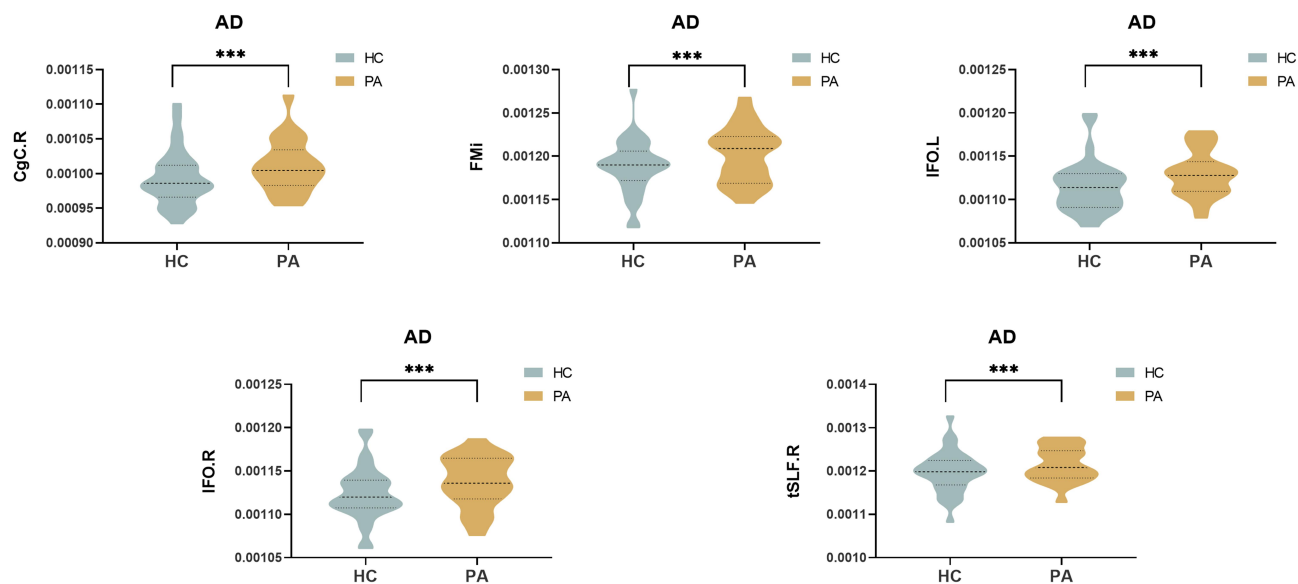 AD
***
HC
PA
0.00115
0.00110
0.00105
0.00100
0.00095
0.00090
CgC.R
HC PA
AD
***
HC
PA
0.00130
0.00125
0.00120
0.00115
0.00110
FMi
HC PA
AD
***
HC
PA
0.00125
0.00120
0.00115
0.00110
0.00105
IFO.L
HC PA
AD
***
HC
PA
0.00125
0.00120
0.00115
0.00110
0.00105
IFO.R
HC PA
AD
***
HC
PA
0.0014
0.0013
0.0012
0.0011
0.0010
tSLF.R
HC PA